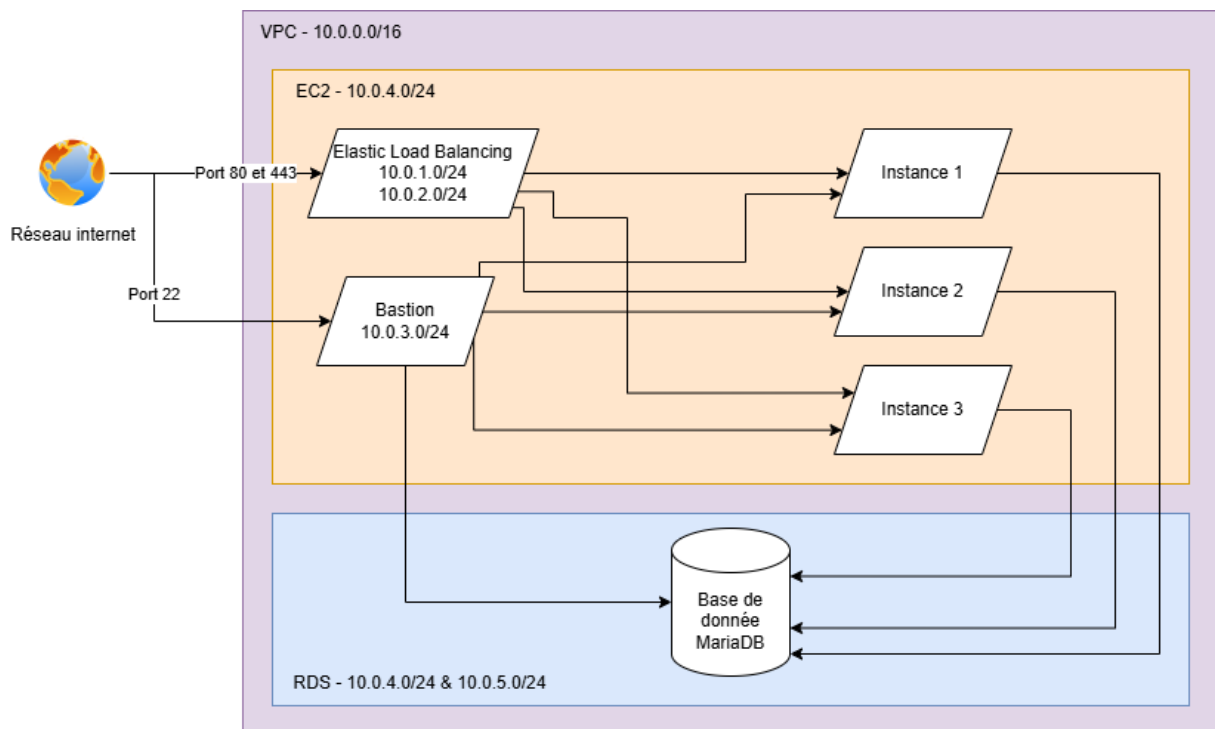 VPC - 10.0.0.0/16
EC2 - 10.0.4.0/24
Réseau internet
Port 80 et 443
Port 22
Elastic Load Balancing
10.0.1.0/24
10.0.2.0/24
Bastion
10.0.3.0/24
Instance 1
Instance 2
Instance 3
Base de
donnée
MariaDB
RDS - 10.0.4.0/24 & 10.0.5.0/24